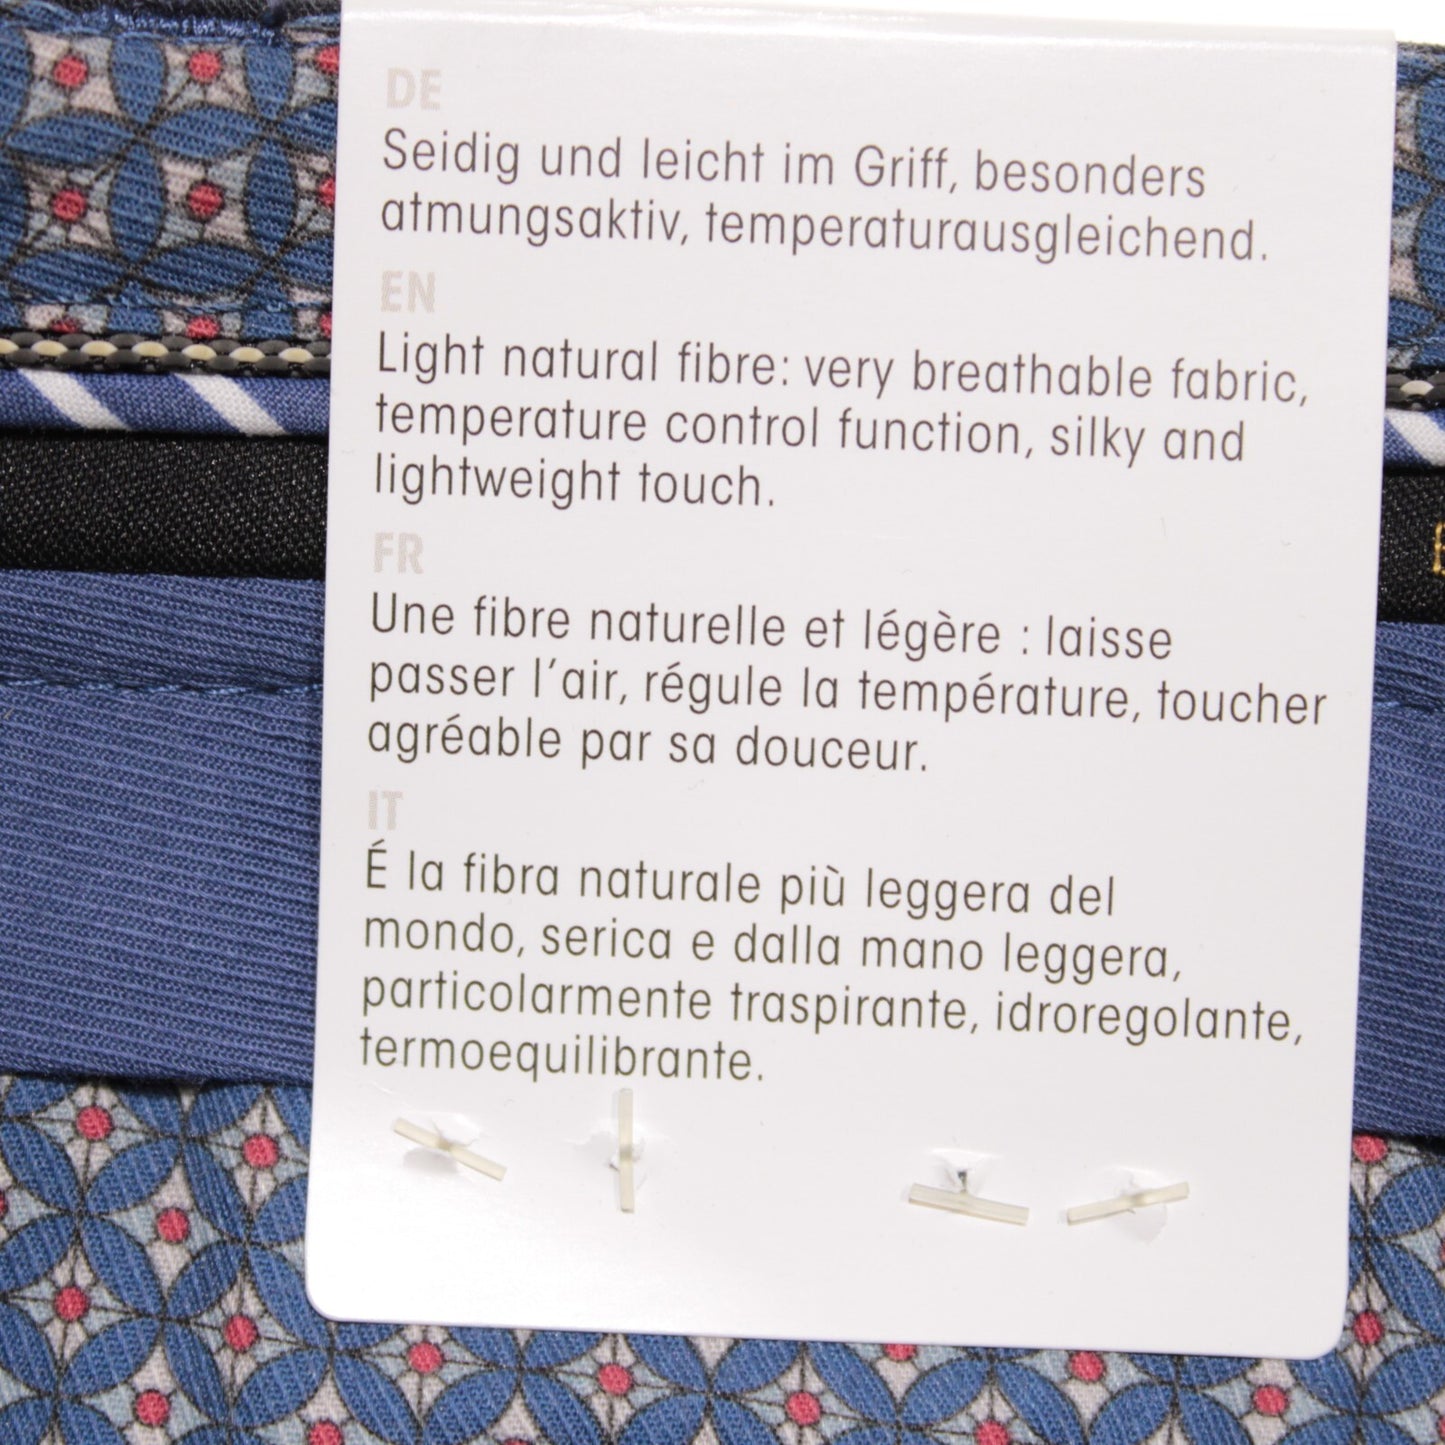 DE
Seidig und leicht im Griff, besonders
atmungsaktiv, temperaturausgleichend.
EN
Light natural fibre: very breathable fabric,
temperature control function, silky and
lightweight touch.
FR
Une fibre naturelle et légère : laisse
passer l’air, régule la température, toucher
agréable par sa douceur.
IT
É la fibra naturale più leggera del
mondo, serica e dalla mano leggera,
particolarmente traspirante, idroregolante,
termoequilibrante.